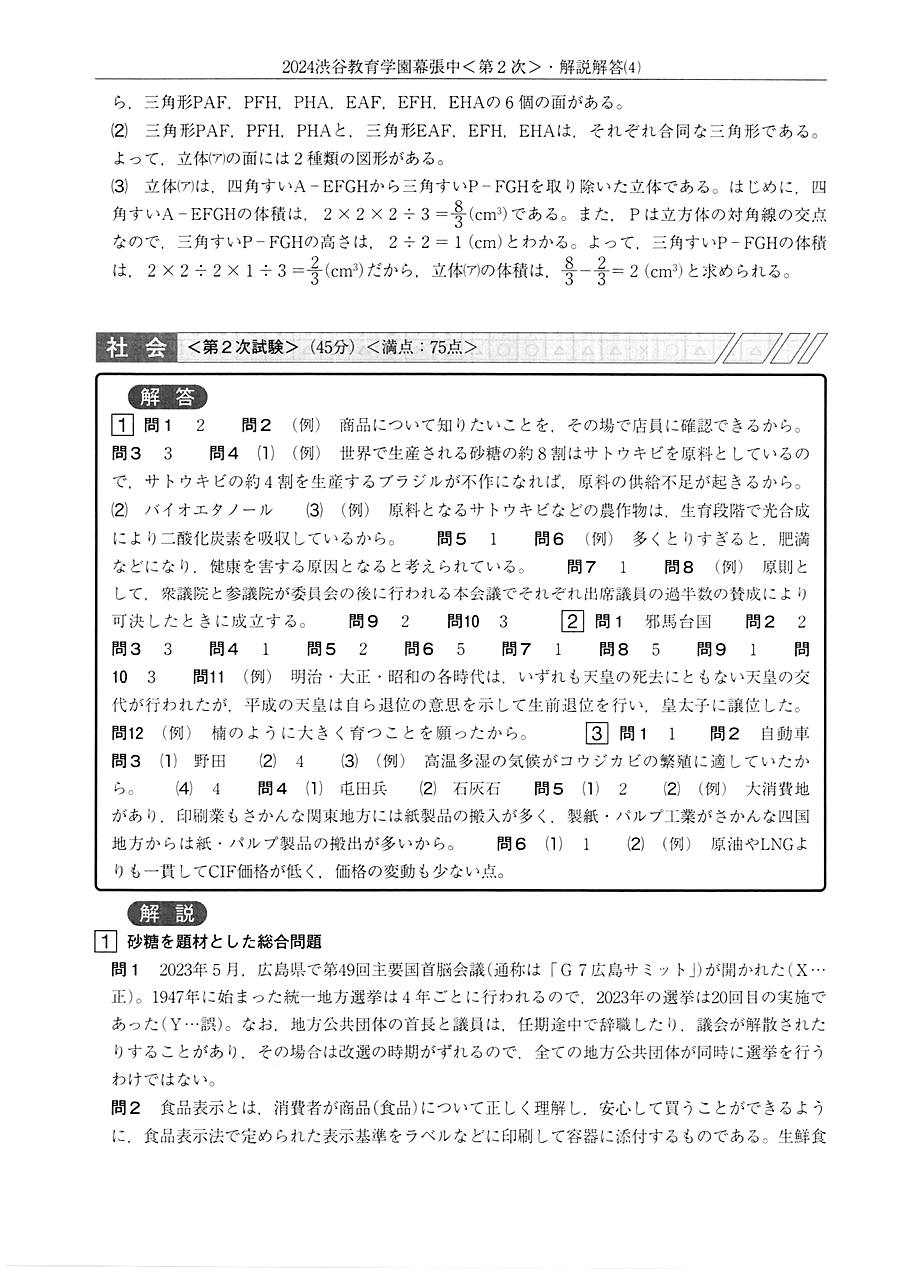 2024渋谷教育学園幕張中＜第２次＞・解説解答⑷
ら，三角形PAF，PFH，PHA，EAF，EFH，EHAの６個の面がある。
⑵　三角形PAF，PFH，PHAと，三角形EAF，EFH，EHAは，それぞれ合同な三角形である。
よって，立体㋐の面には２種類の図形がある。
⑶　立体㋐は，四角すいA－EFGHから三角すいP－FGHを取り除いた立体である。はじめに，四
角すいA－EFGHの体積は，２×２×２÷３＝8/3(cm³)である。また，Ｐは立方体の対角線の交点
なので，三角すいP－FGHの高さは，２÷２＝１(cm)とわかる。よって，三角すいP－FGHの体積
は，２×２÷２×１÷３＝2/3(cm³)だから，立体㋐の体積は，8/3－2/3＝２(cm³)と求められる。
社会　＜第２次試験＞（45分）＜満点：75点＞
解答
1 問１　2　問２　（例）　商品について知りたいことを，その場で店員に確認できるから。
問３　3　問４　⑴　（例）　世界で生産される砂糖の約８割はサトウキビを原料としているの
で，サトウキビの約４割を生産するブラジルが不作になれば，原料の供給不足が起きるから。
⑵　バイオエタノール　⑶　（例）　原料となるサトウキビなどの農作物は，生育段階で光合成
により二酸化炭素を吸収しているから。　問５　1　問６　（例）　多くとりすぎると，肥満
などになり，健康を害する原因となると考えられている。　問７　1　問８　（例）　原則と
して，衆議院と参議院が委員会の後に行われる本会議でそれぞれ出席議員の過半数の賛成により
可決したときに成立する。　問９　2　問10　3　2 問１　邪馬台国　問２　2
問３　3　問４　1　問５　2　問６　5　問７　1　問８　5　問９　1　問
10　3　問11　（例）　明治・大正・昭和の各時代は，いずれも天皇の死去にともない天皇の交
代が行われたが，平成の天皇は自ら退位の意思を示して生前退位を行い，皇太子に譲位した。
問12　（例）　楠のように大きく育つことを願ったから。　3 問１　1　問２　自動車
問３　⑴　野田　⑵　4　⑶　（例）　高温多湿の気候がコウジカビの繁殖に適していたか
ら。　⑷　4　問４　⑴　屯田兵　⑵　石灰石　問５　⑴　2　⑵　（例）　大消費地
があり，印刷業もさかんな関東地方には紙製品の搬入が多く，製紙・パルプ工業がさかんな四国
地方からは紙・パルプ製品の搬出が多いから。　問６　⑴　1　⑵　（例）　原油やLNGよ
りも一貫してCIF価格が低く，価格の変動も少ない点。
解説
1 砂糖を題材とした総合問題
問１　2023年５月，広島県で第49回主要国首脳会議(通称は「Ｇ７広島サミット」)が開かれた(Ｘ…
正)。1947年に始まった統一地方選挙は４年ごとに行われるので，2023年の選挙は20回目の実施で
あった(Ｙ…誤)。なお，地方公共団体の首長と議員は，任期途中で辞職したり，議会が解散された
りすることがあり，その場合は改選の時期がずれるので，全ての地方公共団体が同時に選挙を行う
わけではない。
問２　食品表示とは，消費者が商品(食品)について正しく理解し，安心して買うことができるよう
に，食品表示法で定められた表示基準をラベルなどに印刷して容器に添付するものである。生鮮食